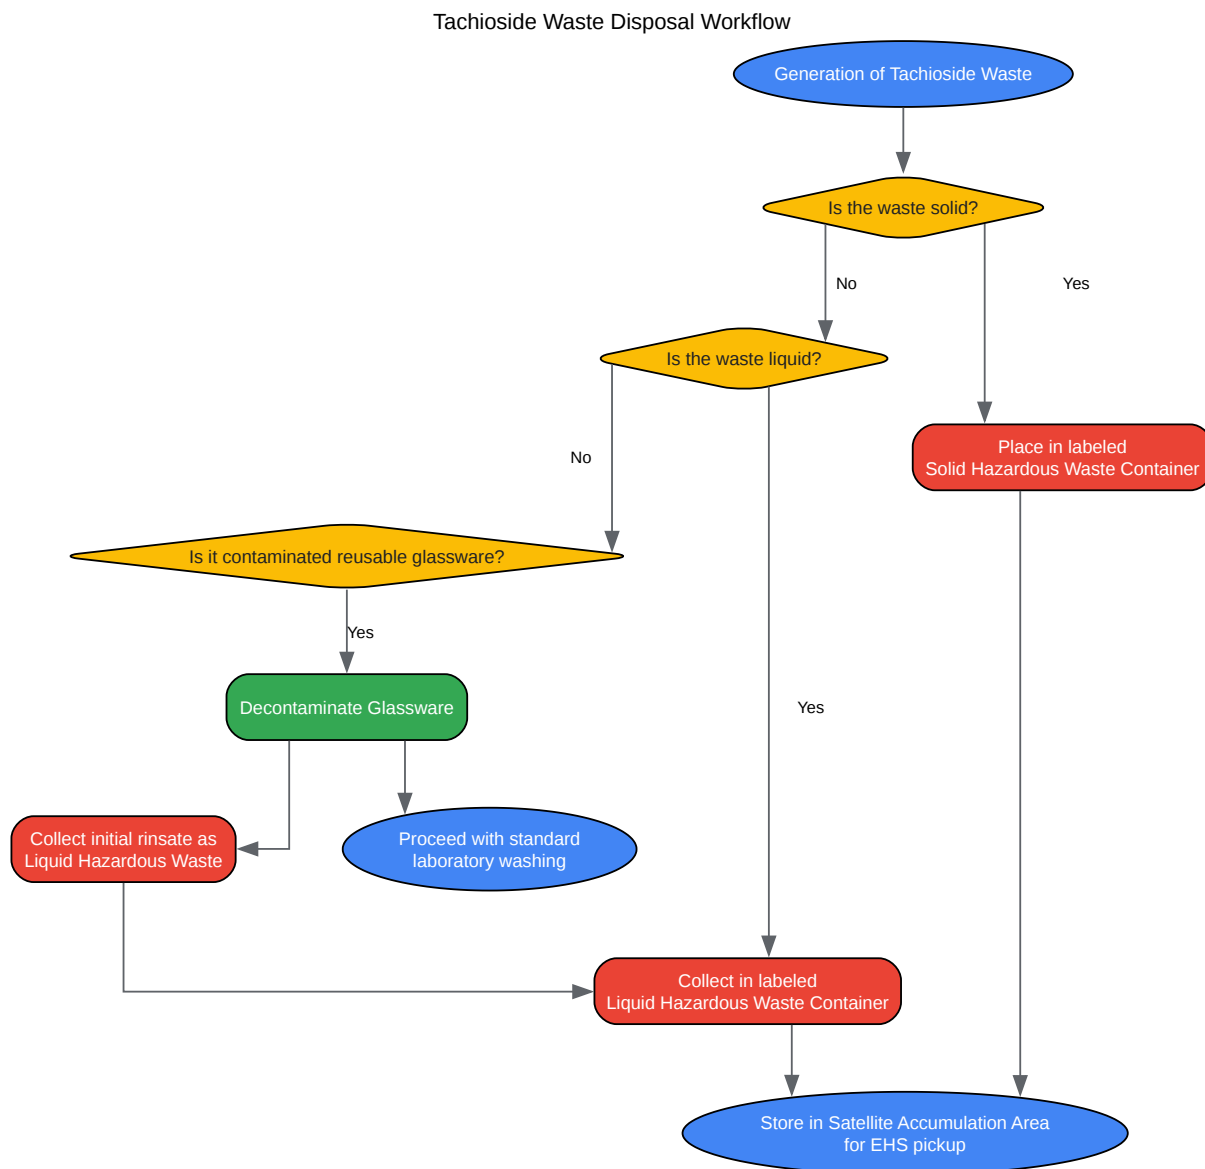 Tachioside Waste Disposal Workflow
Generation of Tachioside Waste
Is the waste solid?
No
Yes
Is the waste liquid?
Place in labeled
Solid Hazardous Waste Container
No
Is it contaminated reusable glassware?
Yes
Decontaminate Glassware
Yes
Collect initial rinsate as
Liquid Hazardous Waste
Proceed with standard
laboratory washing
Collect in labeled
Liquid Hazardous Waste Container
Store in Satellite Accumulation Area
for EHS pickup